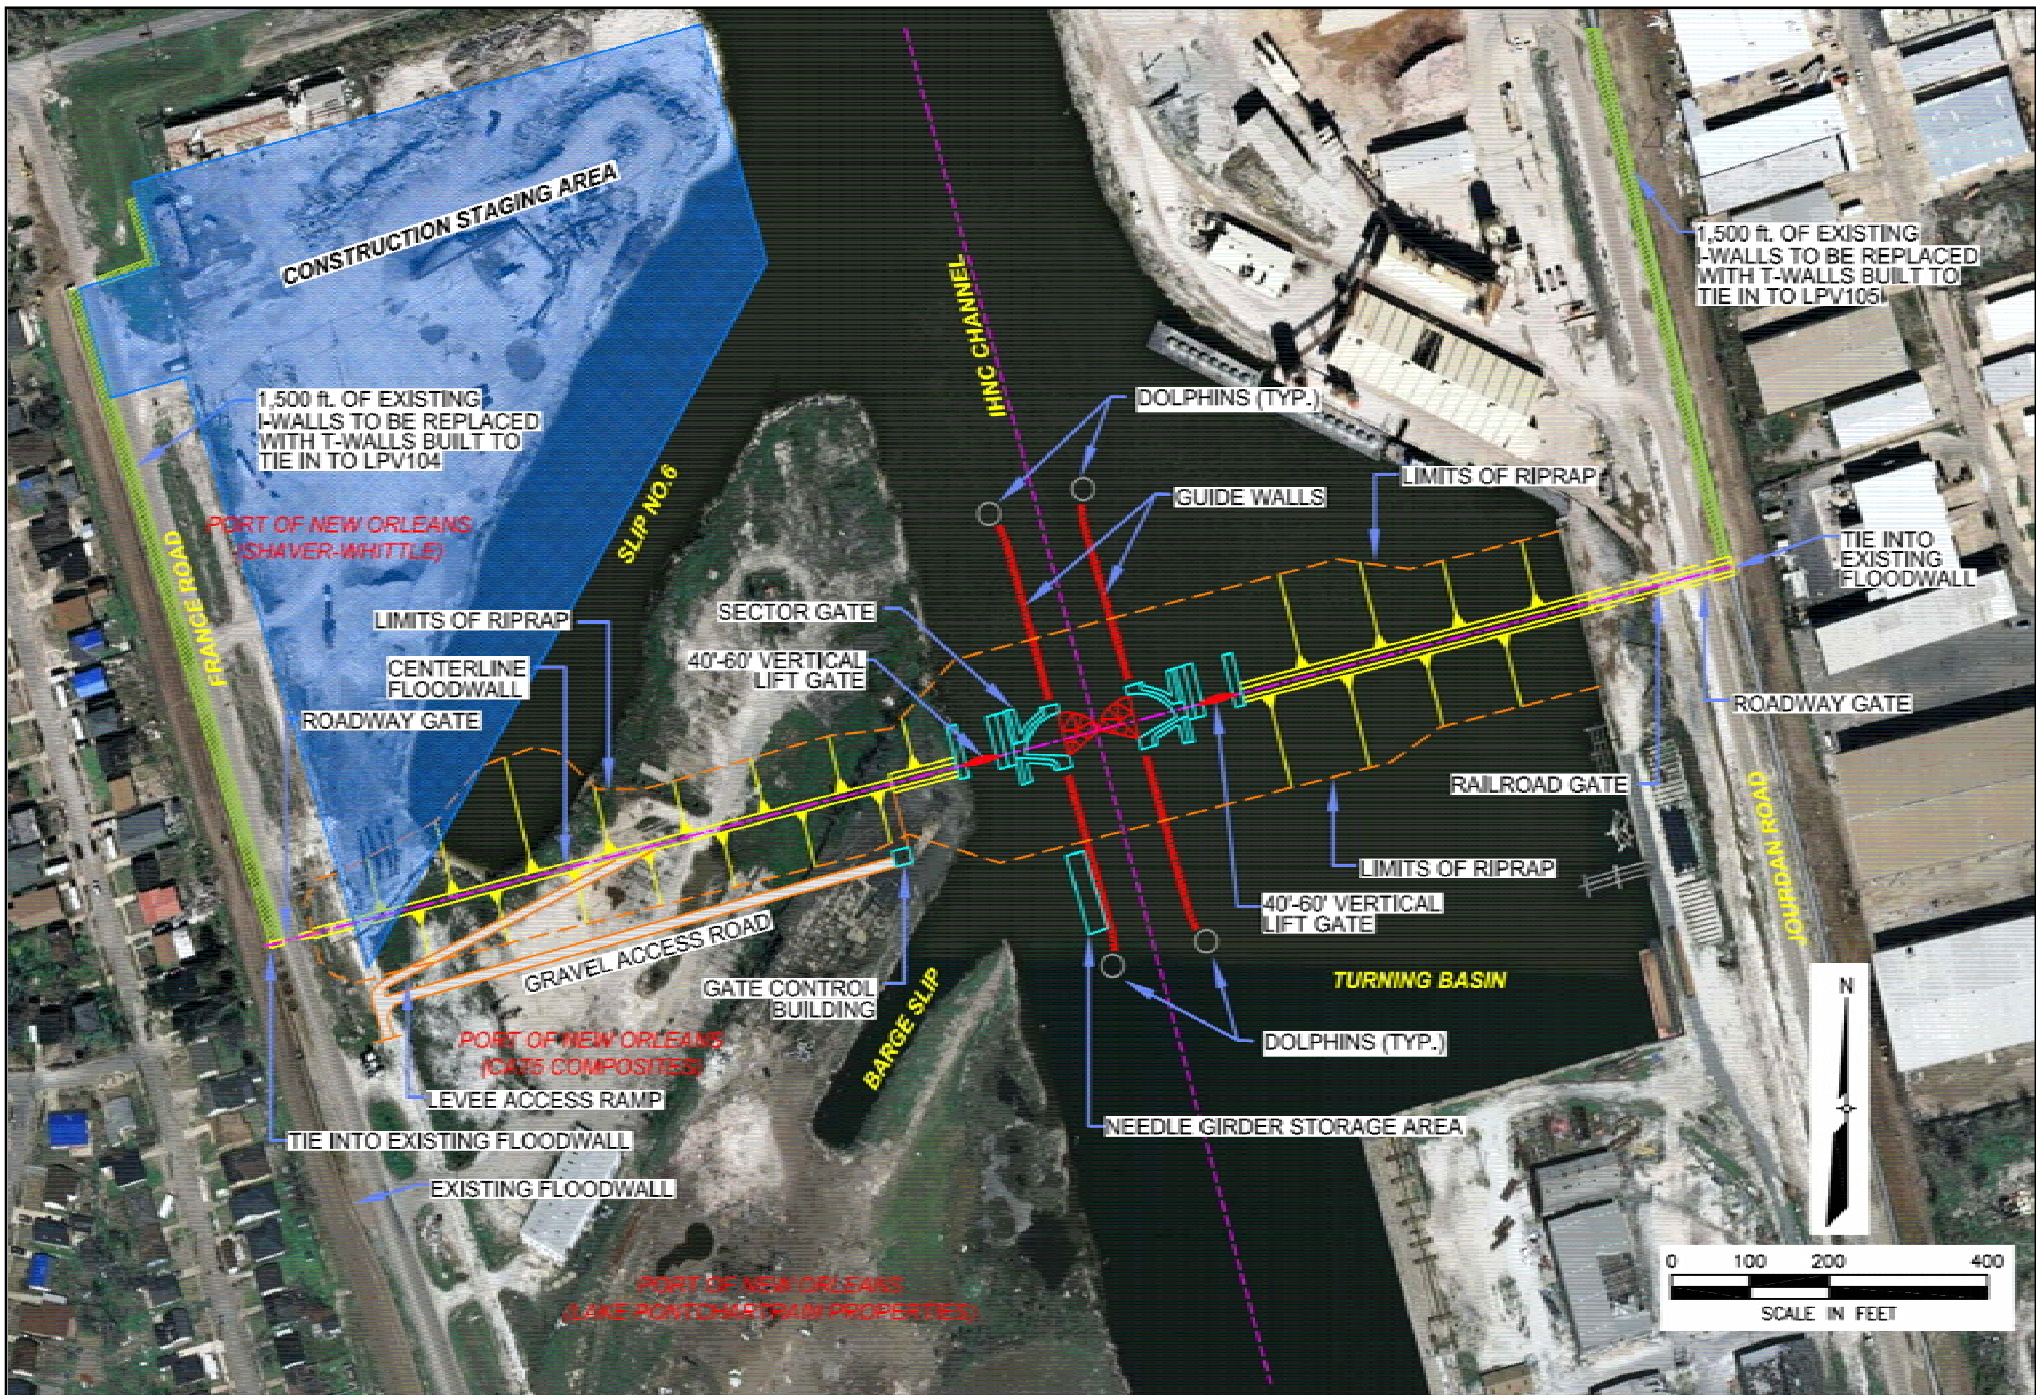 CONSTRUCTION STAGING AREA
1,500 ft. OF EXISTING
I-WALLS TO BE REPLACED
WITH T-WALLS BUILT TO
TIE IN TO LPV105
IHNC CHANNEL
1,500 ft. OF EXISTING
I-WALLS TO BE REPLACED
WITH T-WALLS BUILT TO
TIE IN TO LPV104
DOLPHINS (TYP.)
LIMITS OF RIPRAP
GUIDE WALLS
SLIP NO.6
PORT OF NEW ORLEANS
(SHAVER-WHITTLE)
FRANCE ROAD
TIE INTO
EXISTING
FLOODWALL
SECTOR GATE
LIMITS OF RIPRAP
40'-60' VERTICAL
LIFT GATE
CENTERLINE
FLOODWALL
ROADWAY GATE
ROADWAY GATE
RAILROAD GATE
JOURDAN ROAD
LIMITS OF RIPRAP
40'-60' VERTICAL
LIFT GATE
GRAVEL ACCESS ROAD
GATE CONTROL
BUILDING
TURNING BASIN
BARGE SLIP
PORT OF NEW ORLEANS
(CAT5 COMPOSITES)
DOLPHINS (TYP.)
LEVEE ACCESS RAMP
NEEDLE GIRDER STORAGE AREA
TIE INTO EXISTING FLOODWALL
EXISTING FLOODWALL
PORT OF NEW ORLEANS
(LAKE PONTCHARTRAIN PROPERTIES)
N
0 100 200 400
SCALE IN FEET